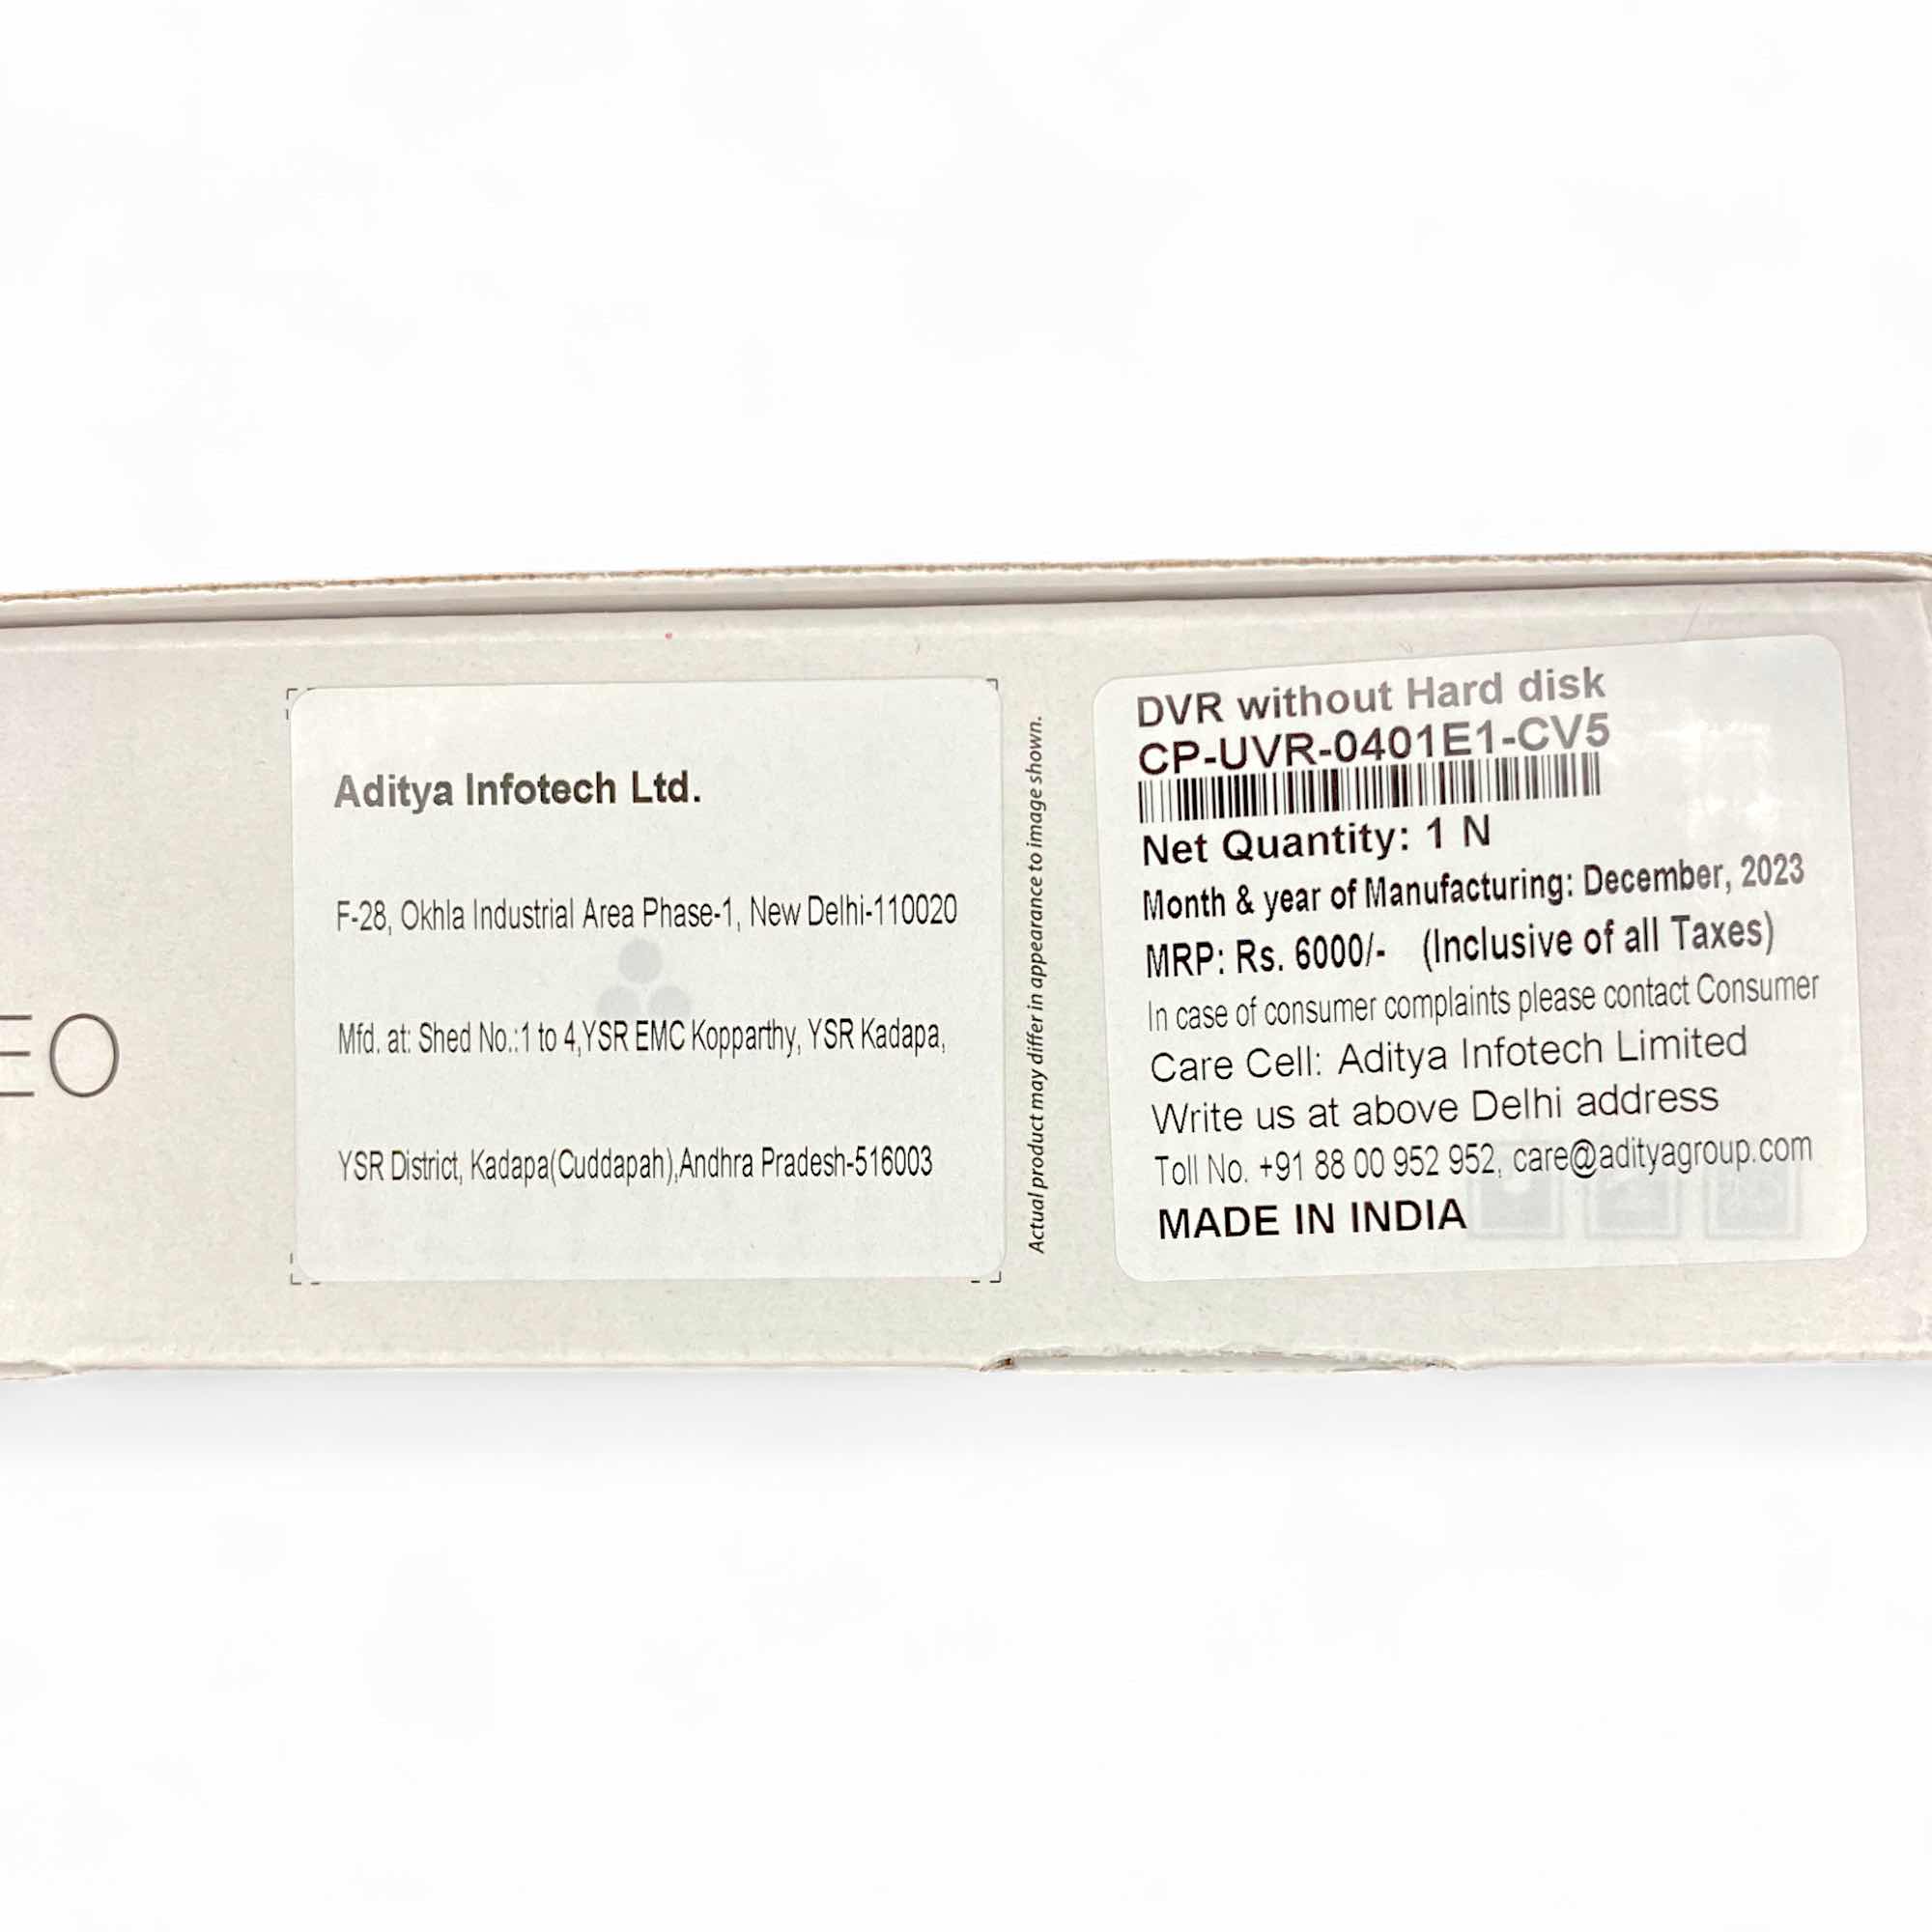 EO
Aditya Infotech Ltd.
F-28, Okhla Industrial Area Phase-1, New Delhi-110020
Mfd. at: Shed No.:1 to 4,YSR EMC Kopparthy, YSR Kadapa,
YSR District, Kadapa(Cuddapah),Andhra Pradesh-516003
Actual product may differ in appearance to image shown.
DVR without Hard disk
CP-UVR-0401E1-CV5
Net Quantity: 1 N
Month & year of Manufacturing: December, 2023
MRP: Rs. 6000/- (Inclusive of all Taxes)
In case of consumer complaints please contact Consumer
Care Cell: Aditya Infotech Limited
Write us at above Delhi address
Toll No. +91 88 00 952 952, care@adityagroup.com
MADE IN INDIA